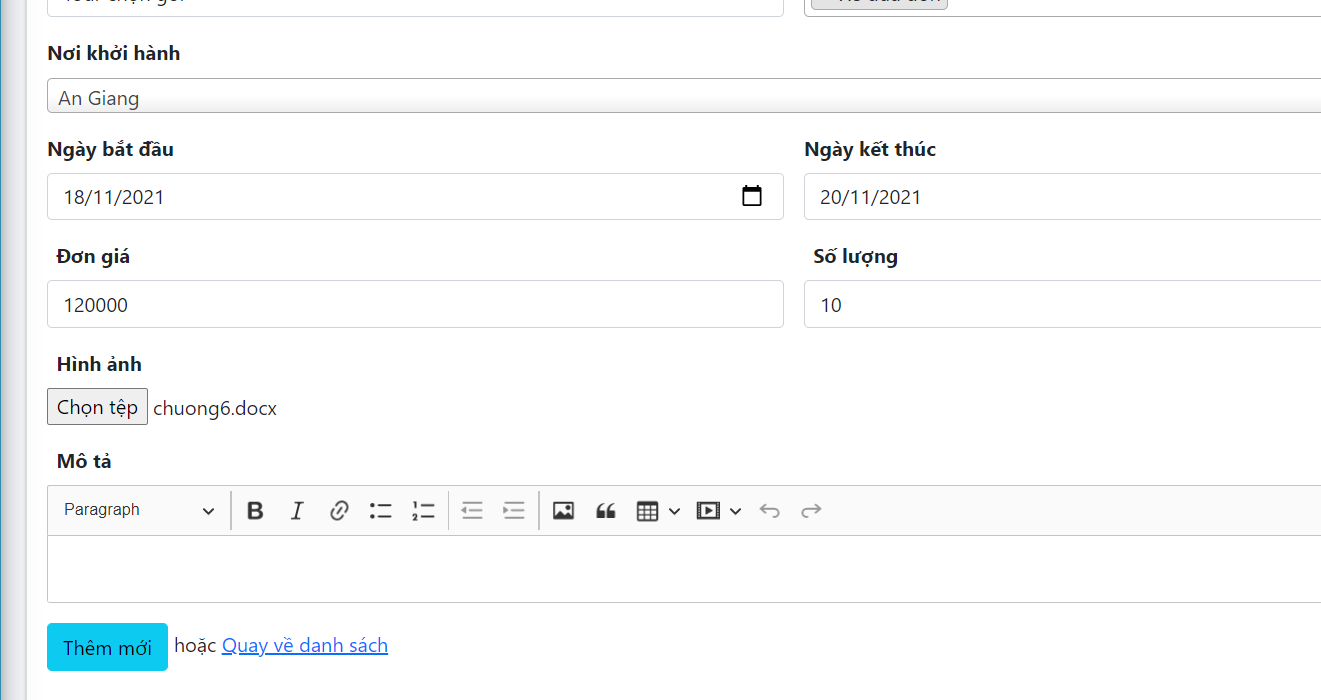 Nơi khởi hành
An Giang
Ngày bắt đầu Ngày kết thúc
18/11/2021 20/11/2021
Đơn giá Số lượng
120000 10
Hình ảnh
Chọn tệp chuong6.docx
Mô tả
Paragraph
Thêm mới hoặc Quay về danh sách